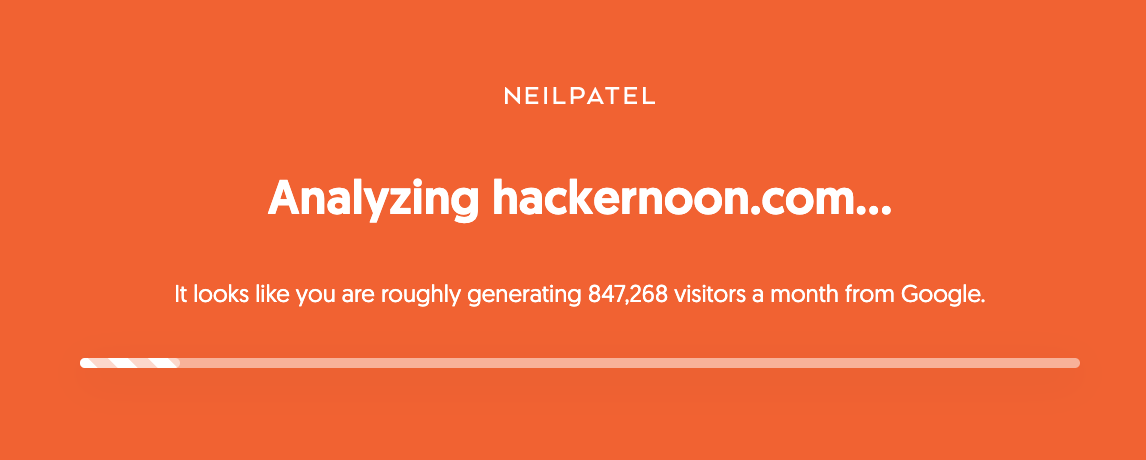 NEILPATEL
Analyzing hackernoon.com...
It looks like you are roughly generating 847,268 visitors a month from Google.